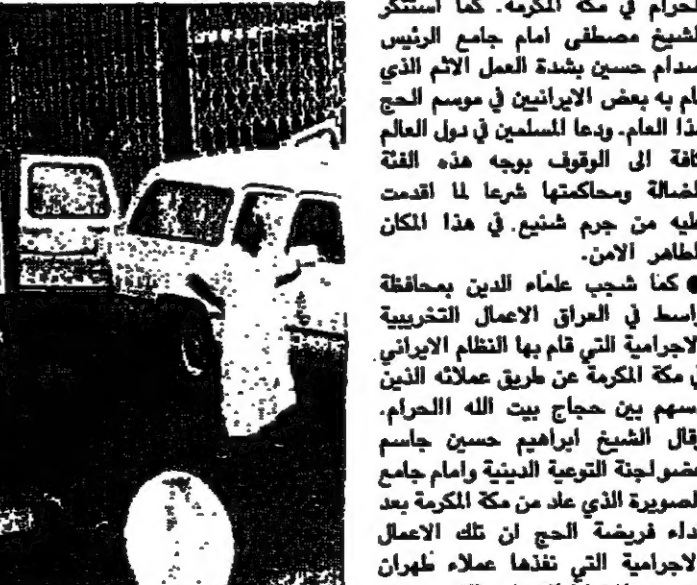 الحرام في مكة المكرمة. كما استنكر
الشيخ مصطفى امام جامع الرئيس
صدام حسين بشدة العمل الاثم الذي
قام به بعض الايرانيين في موسم الحج
هذا العام. ودعا المسلمين في دول العالم
كافة الى الوقوف بوجه هذه الفئة
الضالة ومحاكمتها شرعا لما اقدمت
عليه من جرم شنيع. في هذا المكان
الطاهر الامن.
● كما شجب علماء الدين بمحافظة
واسط في العراق الاعمال التخريبية
الاجرامية التي قام بها النظام الايراني
في مكة المكرمة عن طريق عملائه الذين
دسهم بين حجاج بيت الله االحرام.
وقال الشيخ ابراهيم حسين جاسم
عضو لجنة التوعية الدينية وامام جامع
الصويرة الذي عاد من مكة المكرمة بعد
اداء فريضة الحج ان تلك الاعمال
الاجرامية التي نفذها عملاء طهران